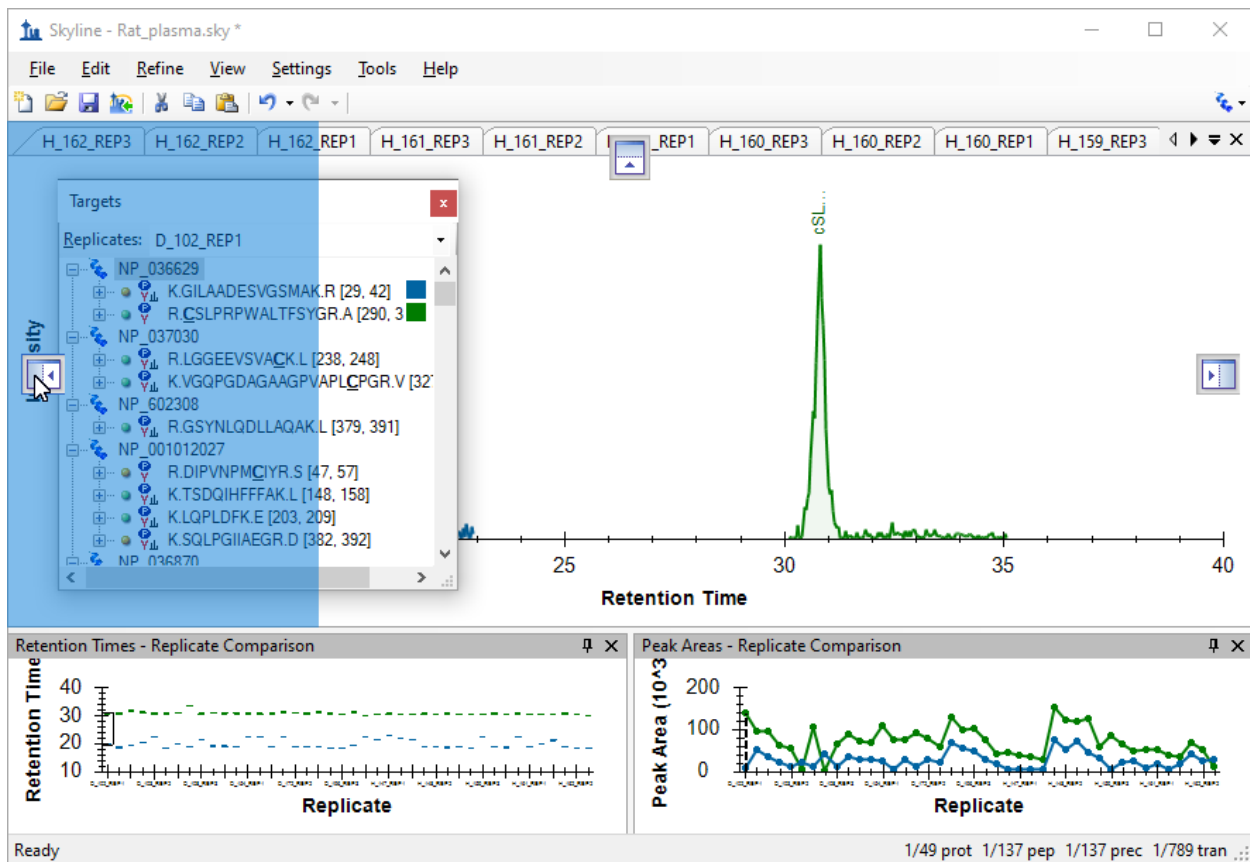 Skyline - Rat_plasma.sky *
File Edit Refine View Settings Tools Help
H_162_REP3 H_162_REP2 H_162_REP1 H_161_REP3 H_161_REP2 _REP1 H_160_REP3 H_160_REP2 H_160_REP1 H_159_REP3
Targets
Replicates: D_102_REP1
NP_036629
K.GILAADESVGSMAK.R [29, 42]
R.CSLPRPWALTFSYGR.A [290, 3
NP_037030
R.LGGEEVSVACK.L [238, 248]
K.VGQPGDAGAAGPVAPLCPGR.V [327
NP_602308
R.GSYNLQDLLAQAK.L [379, 391]
NP_001012027
R.DIPVNPMCIYR.S [47, 57]
K.TSDQIHFFFAK.L [148, 158]
K.LQPLDFK.E [203, 209]
K.SQLPGIIAEGR.D [382, 392]
NP_036870
sity
cSL...
25 30 35 40
Retention Time
Retention Times - Replicate Comparison
Retention Time
40
30
20
10
Replicate
Peak Areas - Replicate Comparison
Peak Area (10^3
200
100
0
Replicate
Ready 1/49 prot 1/137 pep 1/137 prec 1/789 tran